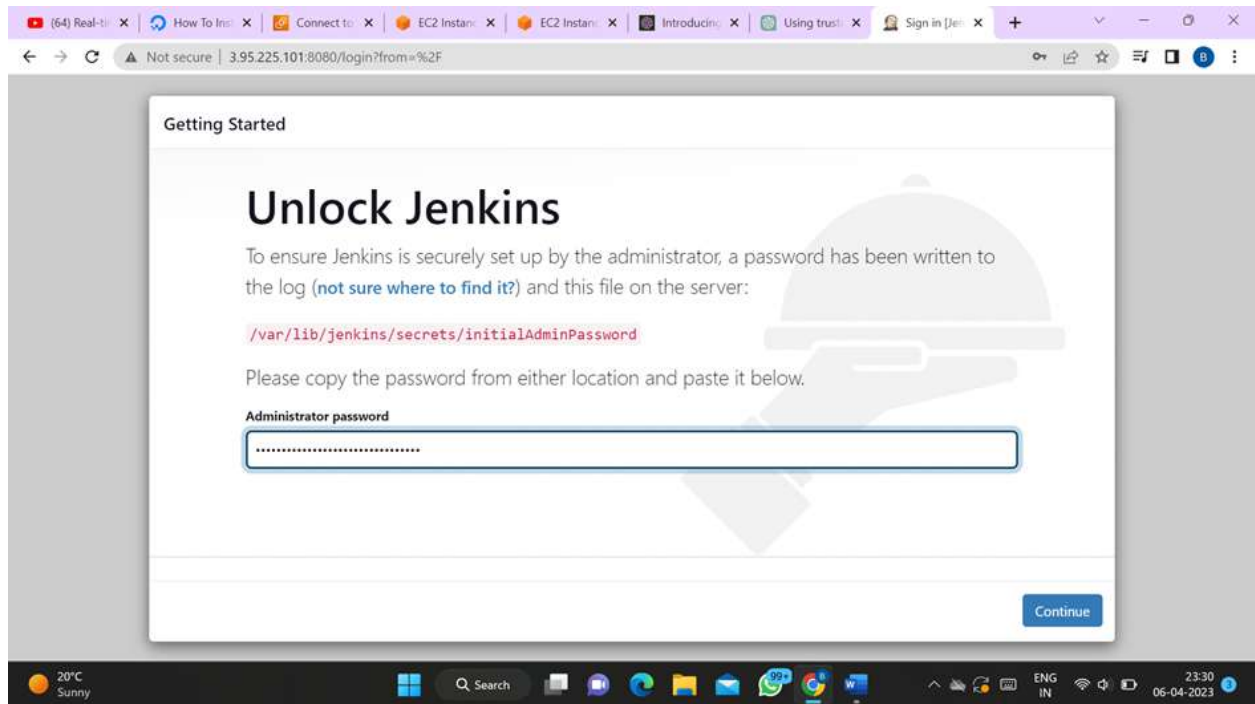 (64) Real-ti
How To Ins
Connect to
EC2 Instanc
EC2 Instanc
Introducing
Using trust
Sign in [Jen
Not secure | 3.95.225.101:8080/login?from=%2F
B
Getting Started
Unlock Jenkins
To ensure Jenkins is securely set up by the administrator, a password has been written to
the log (not sure where to find it?) and this file on the server:
/var/lib/jenkins/secrets/initialAdminPassword
Please copy the password from either location and paste it below.
Administrator password
Continue
20°C
Sunny
Search
99+
ENG
IN
23:30
06-04-2023
3